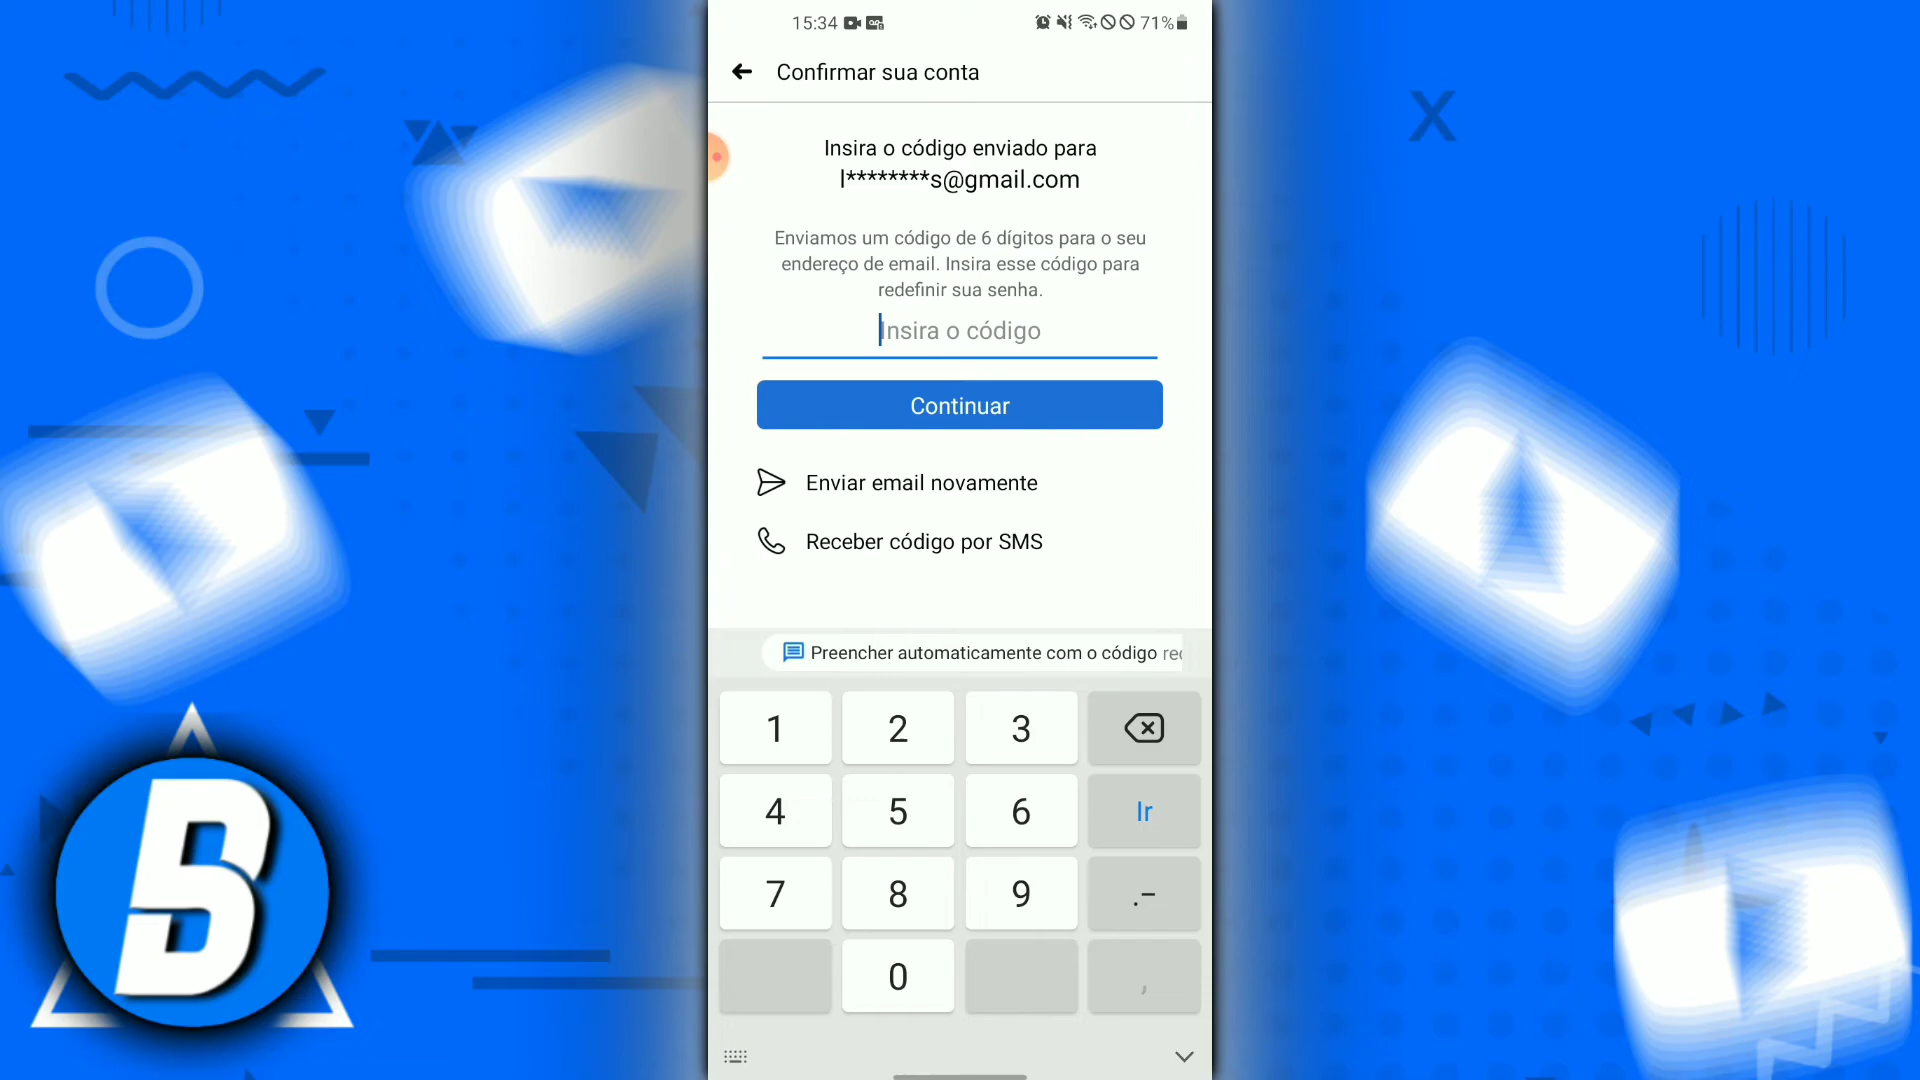 15:34
71%
Confirmar sua conta
Insira o código enviado para
l********s@gmail.com
Enviamos um código de 6 dígitos para o seu
endereço de email. Insira esse código para
redefinir sua senha.
Insira o código
Continuar
Enviar email novamente
Receber código por SMS
Preencher automaticamente com o código
1 2 3
4 5 6 Ir
7 8 9 .-
0 ,
B